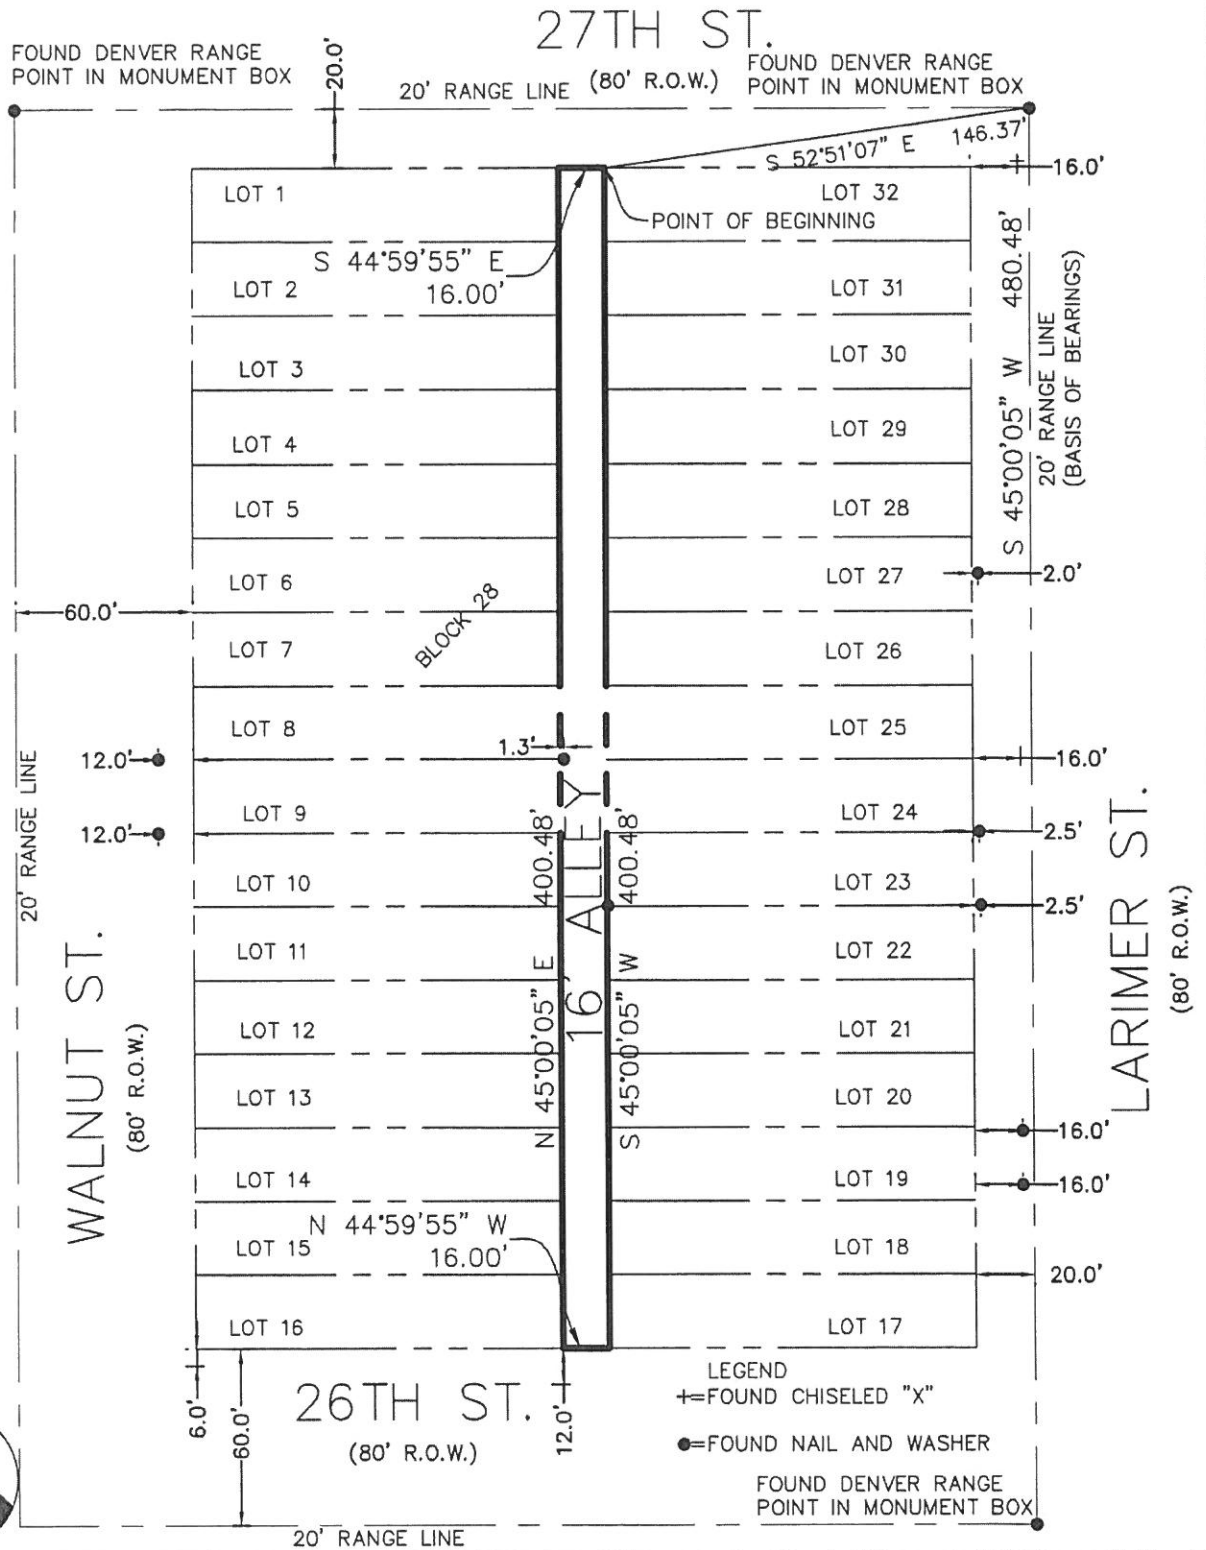 27TH ST.
(80' R.O.W.)
FOUND DENVER RANGE
POINT IN MONUMENT BOX
20.0'
20' RANGE LINE
FOUND DENVER RANGE
POINT IN MONUMENT BOX
146.37'
S 52°51'07" E
16.0'
LOT 1
LOT 32
POINT OF BEGINNING
S 44°59'55" E
16.00'
LOT 2
LOT 31
S 45°00'05" W 480.48'
20' RANGE LINE
(BASIS OF BEARINGS)
LOT 3
LOT 30
LOT 4
LOT 29
LOT 5
LOT 28
LOT 6
LOT 27
2.0'
60.0'
BLOCK 28
LOT 7
LOT 26
LOT 8
LOT 25
1.3'
12.0'
16.0'
20' RANGE LINE
LOT 9
LOT 24
12.0'
2.5'
16' ALLEY
N 45°00'05" E 400.48'
S 45°00'05" W 400.48'
LOT 10
LOT 23
2.5'
LOT 11
LOT 22
WALNUT ST.
(80' R.O.W.)
LARIMER ST.
(80' R.O.W.)
LOT 12
LOT 21
LOT 13
LOT 20
16.0'
LOT 14
LOT 19
16.0'
N 44°59'55" W
16.00'
LOT 15
LOT 18
20.0'
LOT 16
LOT 17
6.0'
60.0'
26TH ST.
(80' R.O.W.)
12.0'
LEGEND
+=FOUND CHISELED "X"
●=FOUND NAIL AND WASHER
FOUND DENVER RANGE
POINT IN MONUMENT BOX
20' RANGE LINE